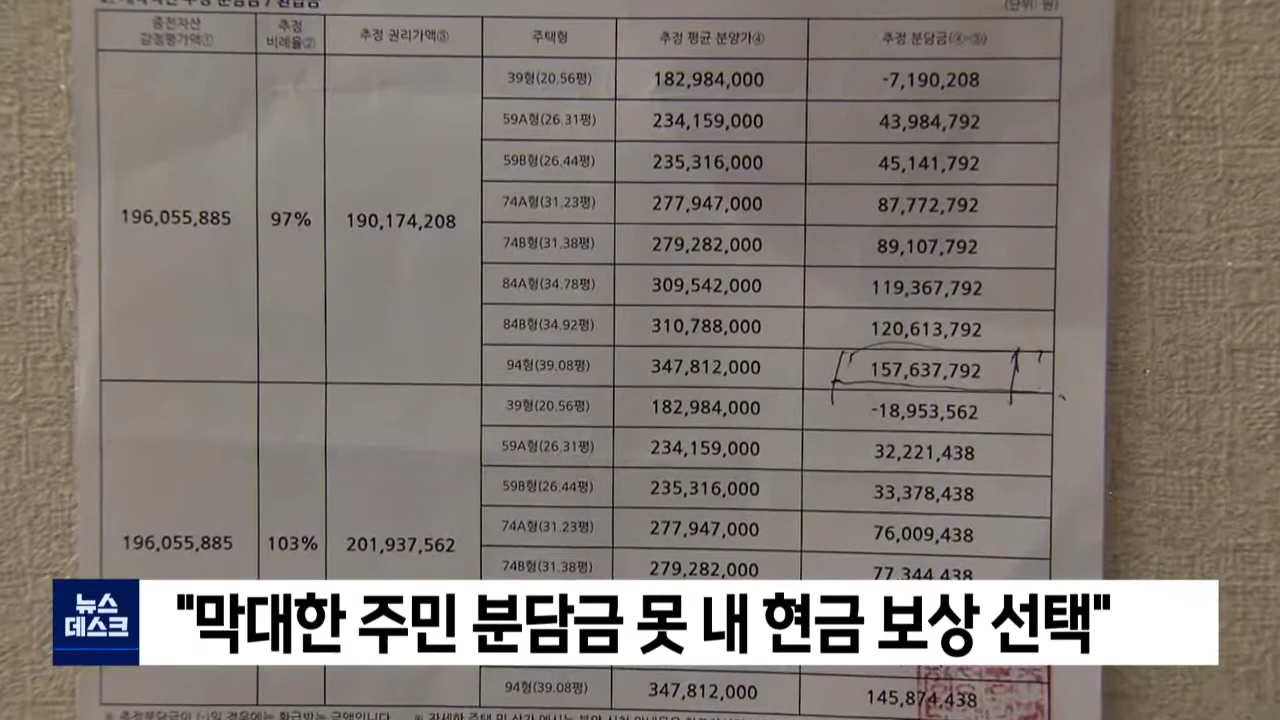 (단위: 원)
종전자산 감정평가액① 추정 비례율② 추정 권리가액③ 주택형 추정 평균 분양가④ 추정 분담금(④-③)
39형(20.56평) 182,984,000 -7,190,208
59A형(26.31평) 234,159,000 43,984,792
59B형(26.44평) 235,316,000 45,141,792
74A형(31.23평) 277,947,000 87,772,792
196,055,885 97% 190,174,208
74B형(31.38평) 279,282,000 89,107,792
84A형(34.78평) 309,542,000 119,367,792
84B형(34.92평) 310,788,000 120,613,792
94형(39.08평) 347,812,000 157,637,792
39형(20.56평) 182,984,000 -18,953,562
59A형(26.31평) 234,159,000 32,221,438
59B형(26.44평) 235,316,000 33,378,438
74A형(31.23평) 277,947,000 76,009,438
196,055,885 103% 201,937,562
74B형(31.38평) 279,282,000 77,344,438
뉴스
데스크
"막대한 주민 분담금 못 내 현금 보상 선택"
94형(39.08평) 347,812,000 145,874,438